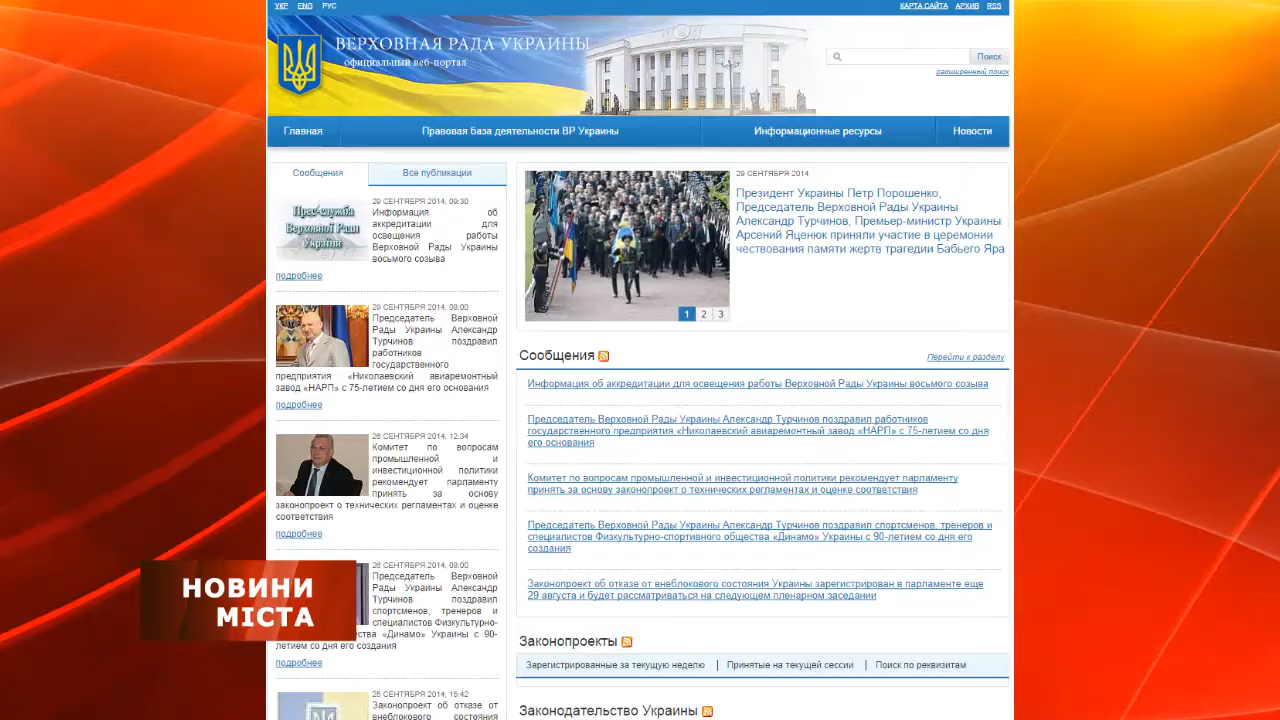 УКР ENG РУС
КАРТА САЙТА АРХИВ RSS
ВЕРХОВНАЯ РАДА УКРАИНЫ
официальный веб-портал
Поиск
расширенный поиск
Главная
Правовая база деятельности ВР Украины
Информационные ресурсы
Новости
Сообщения
Все публикации
Прес-служба
Верховної Ради
України
29 СЕНТЯБРЯ 2014, 09:30
Информация об
аккредитации для
освещения работы
Верховной Рады Украины
восьмого созыва
подробнее
29 СЕНТЯБРЯ 2014, 08:00
Председатель Верховной
Рады Украины Александр
Турчинов поздравил
работников
государственного
предприятия «Николаевский авиаремонтный
завод «НАРП» с 75-летием со дня его основания
подробнее
26 СЕНТЯБРЯ 2014, 12:34
Комитет по вопросам
промышленной и
инвестиционной политики
рекомендует парламенту
принять за основу
законопроект о технических регламентах и оценке
соответствия
подробнее
26 СЕНТЯБРЯ 2014, 08:00
Председатель Верховной
Рады Украины Александр
Турчинов поздравил
спортсменов, тренеров и
специалистов Физкультурно-
«Динамо» Украины с 90-
летием со дня его создания
подробнее
25 СЕНТЯБРЯ 2014, 15:42
Законопроект об отказе от
внеблокового состояния
29 СЕНТЯБРЯ 2014
Президент Украины Петр Порошенко,
Председатель Верховной Рады Украины
Александр Турчинов, Премьер-министр Украины
Арсений Яценюк приняли участие в церемонии
чествования памяти жертв трагедии Бабьего Яра
1 2 3
Сообщения
Перейти к разделу
Информация об аккредитации для освещения работы Верховной Рады Украины восьмого созыва
Председатель Верховной Рады Украины Александр Турчинов поздравил работников
государственного предприятия «Николаевский авиаремонтный завод «НАРП» с 75-летием со дня
его основания
Комитет по вопросам промышленной и инвестиционной политики рекомендует парламенту
принять за основу законопроект о технических регламентах и оценке соответствия
Председатель Верховной Рады Украины Александр Турчинов поздравил спортсменов, тренеров и
специалистов Физкультурно-спортивного общества «Динамо» Украины с 90-летием со дня его
создания
Законопроект об отказе от внеблокового состояния Украины зарегистрирован в парламенте еще
29 августа и будет рассматриваться на следующем пленарном заседании
Законопроекты
Зарегистрированные за текущую неделю | Принятые на текущей сессии | Поиск по реквизитам
Законодательство Украины
НОВИНИ
МІСТА